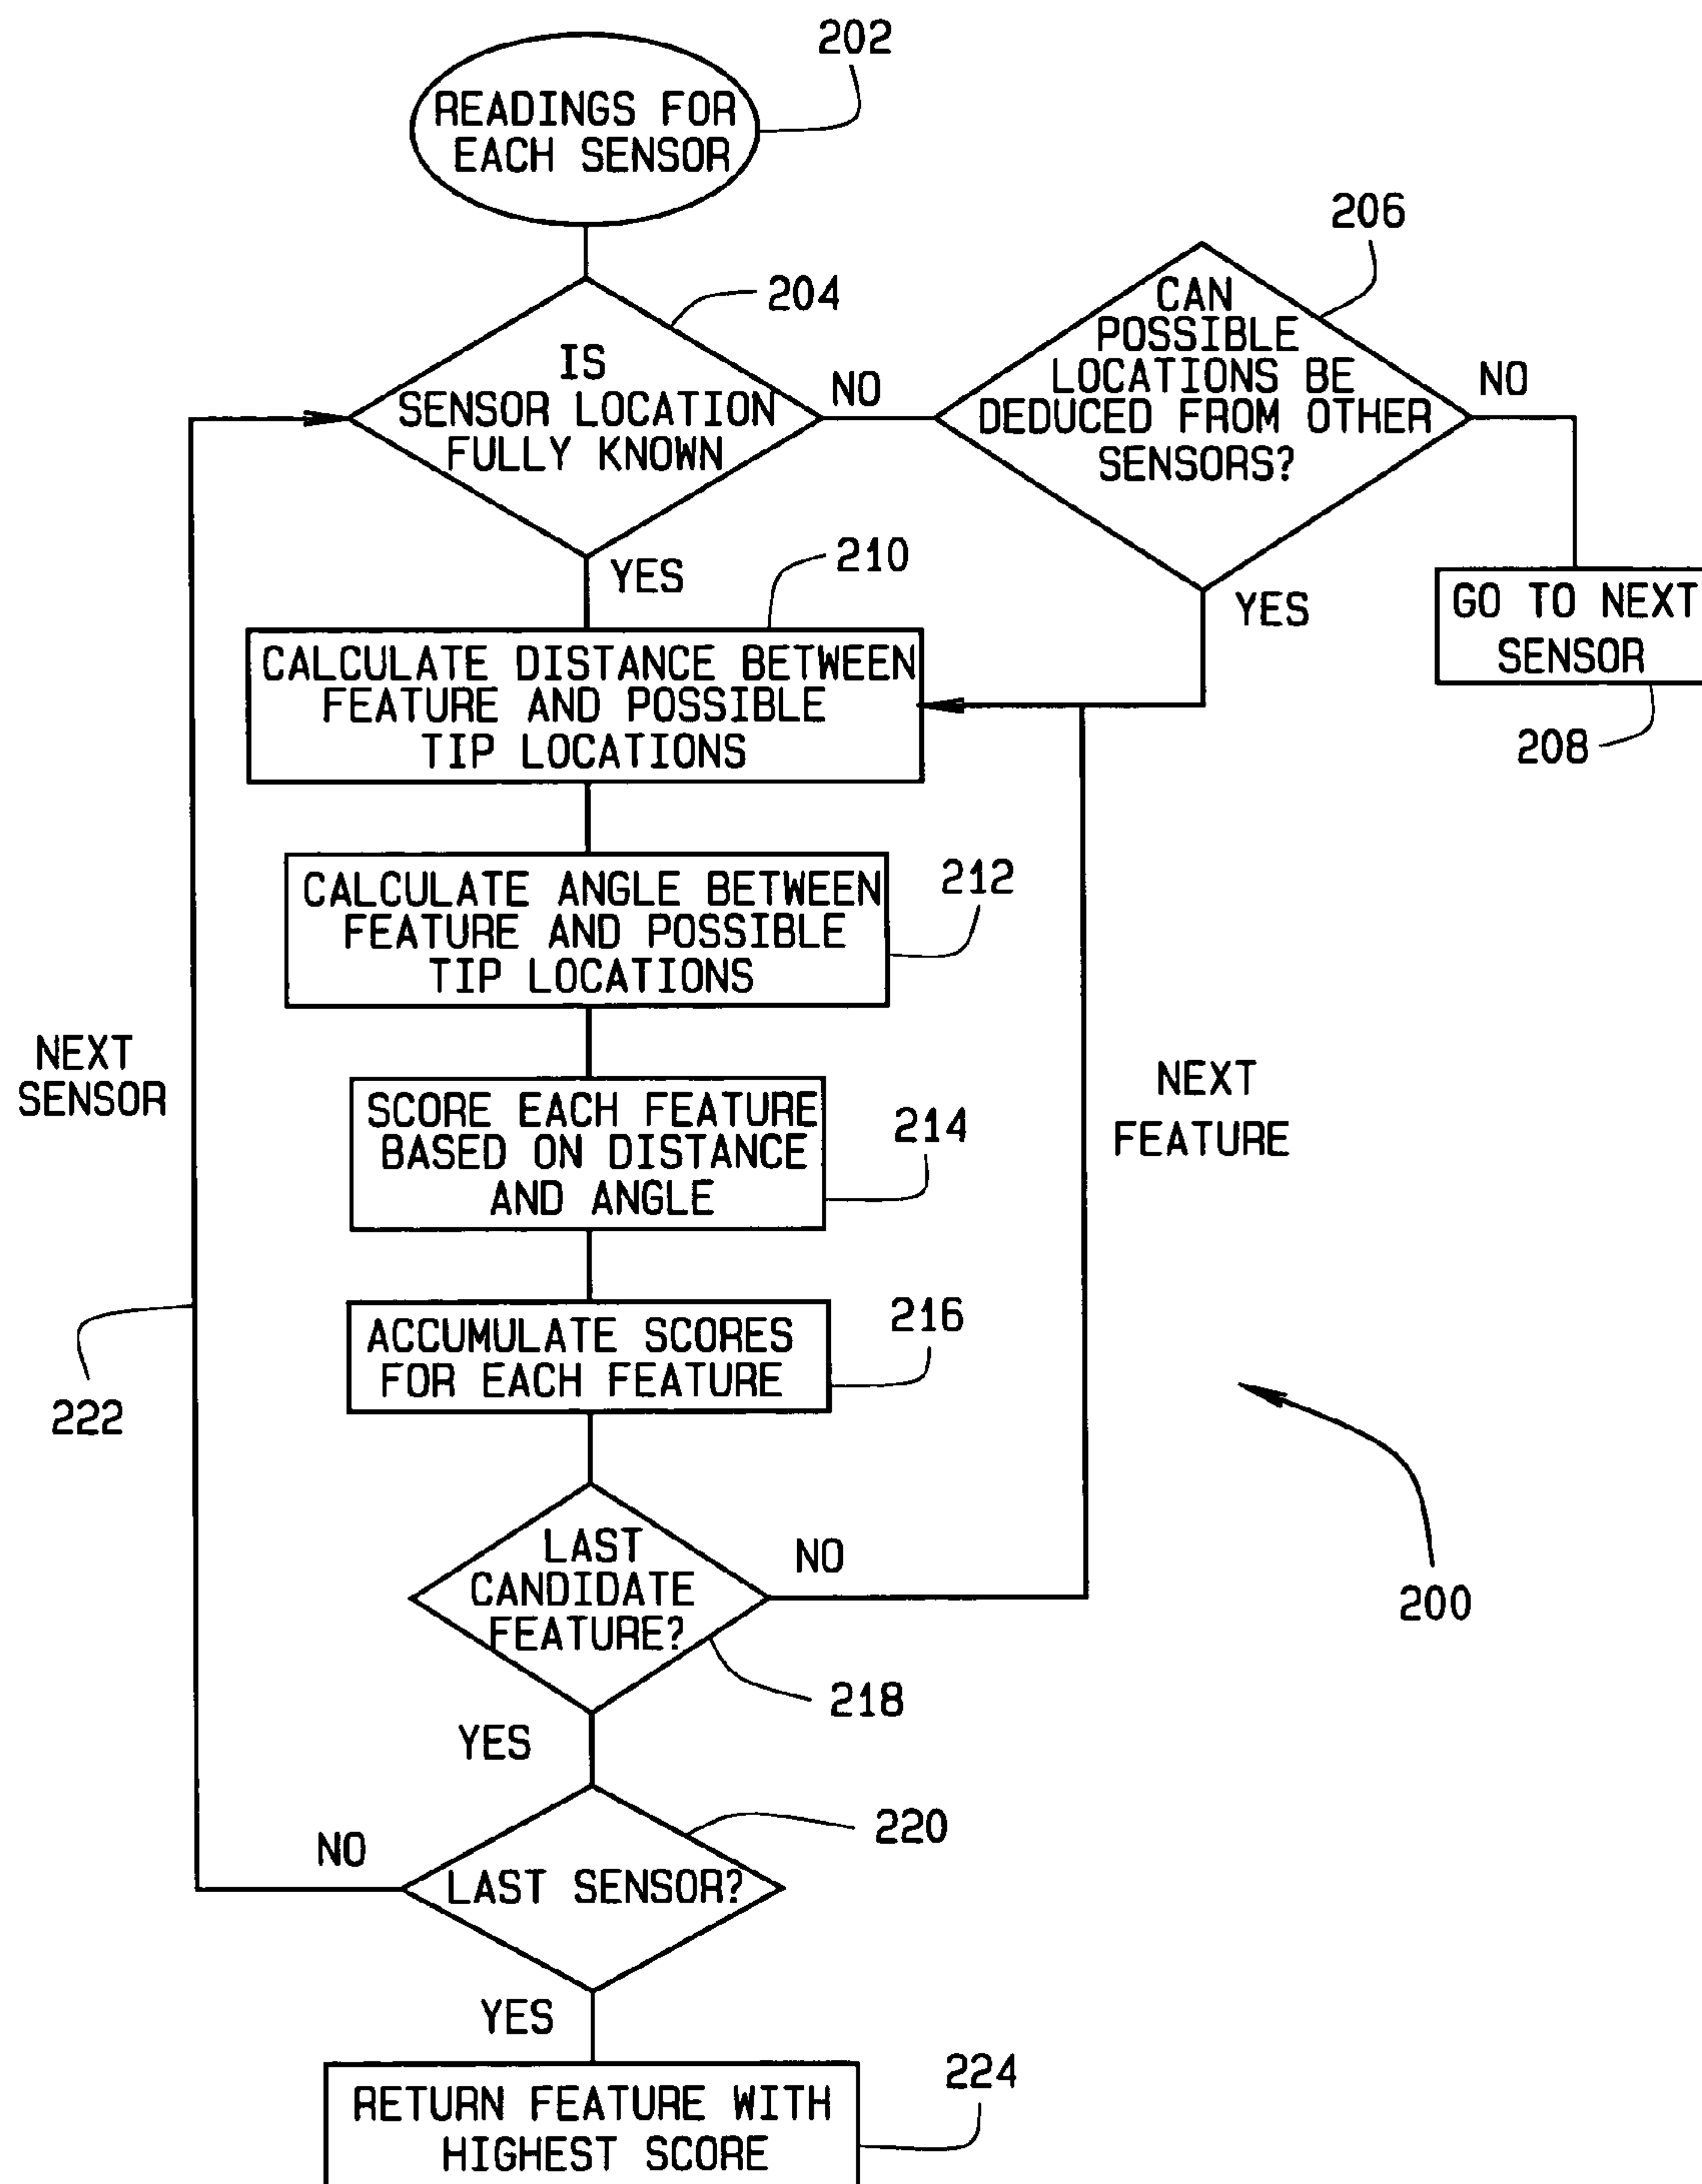 202
READINGS FOR
EACH SENSOR
206
204
CAN
POSSIBLE
LOCATIONS BE
DEDUCED FROM OTHER
SENSORS?
IS
SENSOR LOCATION
FULLY KNOWN
NO
NO
YES
210
YES
GO TO NEXT
SENSOR
208
CALCULATE DISTANCE BETWEEN
FEATURE AND POSSIBLE
TIP LOCATIONS
212
CALCULATE ANGLE BETWEEN
FEATURE AND POSSIBLE
TIP LOCATIONS
NEXT
SENSOR
NEXT
FEATURE
214
SCORE EACH FEATURE
BASED ON DISTANCE
AND ANGLE
216
ACCUMULATE SCORES
FOR EACH FEATURE
222
200
LAST
CANDIDATE
FEATURE?
NO
218
YES
220
NO
LAST SENSOR?
YES
224
RETURN FEATURE WITH
HIGHEST SCORE